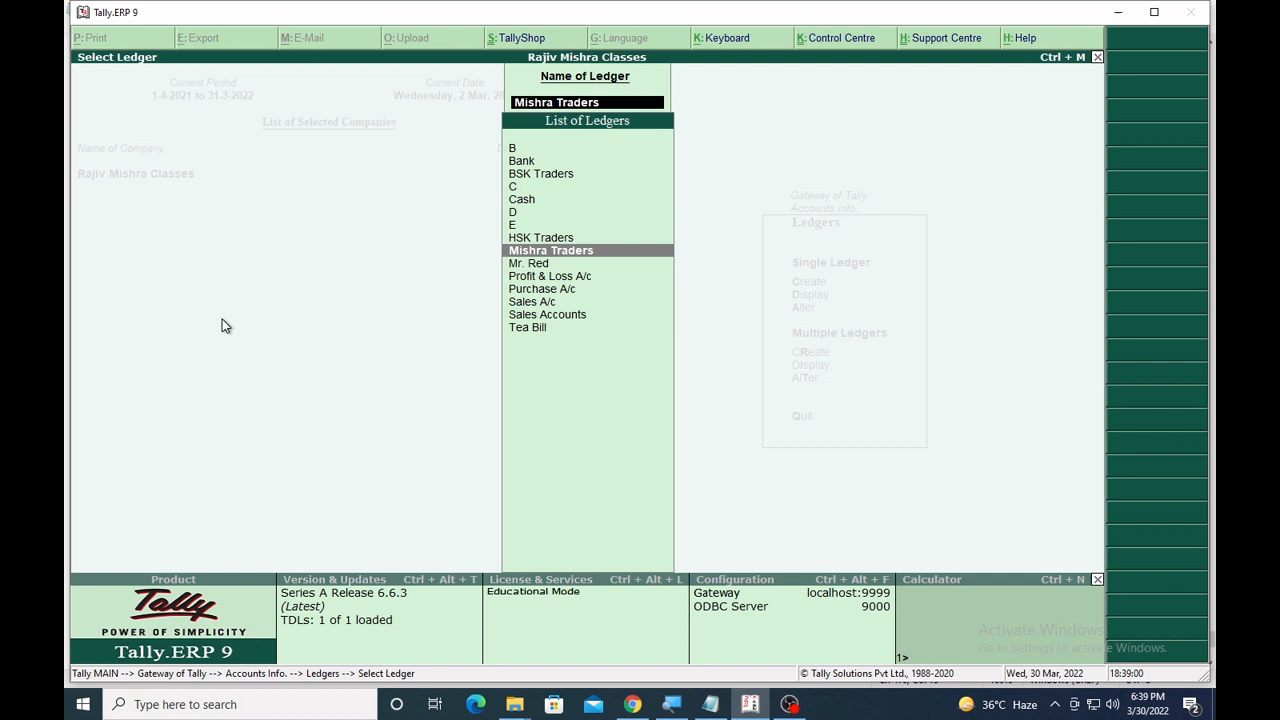 Tally.ERP 9
P: Print
E: Export
M: E-Mail
O: Upload
S: TallyShop
G: Language
K: Keyboard
K: Control Centre
H: Support Centre
H: Help
Select Ledger
Rajiv Mishra Classes
Ctrl + M
Current Period
1-4-2021 to 31-3-2022
Current Date
Wednesday, 2 Mar, 20
List of Selected Companies
Name of Company
Rajiv Mishra Classes
Name of Ledger
Mishra Traders
List of Ledgers
B
Bank
BSK Traders
C
Cash
D
E
HSK Traders
Mishra Traders
Mr. Red
Profit & Loss A/c
Purchase A/c
Sales A/c
Sales Accounts
Tea Bill
Gateway of Tally
Accounts Info.
Ledgers
Single Ledger
Create
Display
Alter
Multiple Ledgers
CReate
DIsplay
AlTer
Quit
Product
Tally
POWER OF SIMPLICITY
Tally.ERP 9
Version & Updates Ctrl + Alt + T
Series A Release 6.6.3
(Latest)
TDLs: 1 of 1 loaded
License & Services Ctrl + Alt + L
Educational Mode
Configuration Ctrl + Alt + F
Gateway localhost:9999
ODBC Server 9000
Calculator Ctrl + N
1>
Activate Windows
Go to Settings to activate Windows.
Tally MAIN --> Gateway of Tally --> Accounts Info. --> Ledgers --> Select Ledger
© Tally Solutions Pvt Ltd., 1988-2020
Wed, 30 Mar, 2022
18:39:00
Type here to search
36°C Haze
6:39 PM
3/30/2022
2